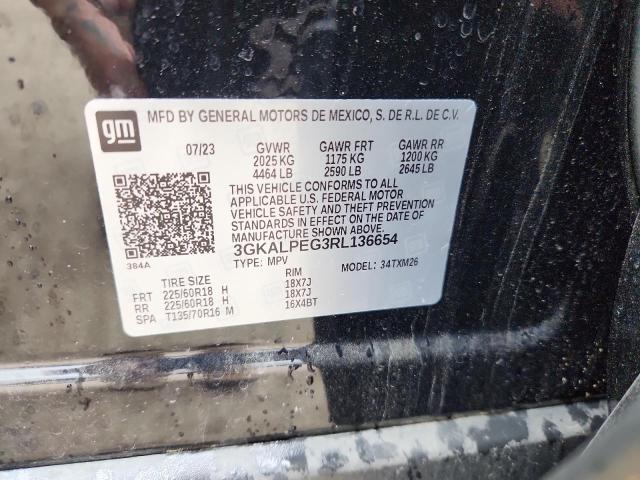 gm
MFD BY GENERAL MOTORS DE MEXICO, S. DE R.L. DE C.V.
07/23 GVWR GAWR FRT GAWR RR
2025 KG 1175 KG 1200 KG
4464 LB 2590 LB 2645 LB
THIS VEHICLE CONFORMS TO ALL
APPLICABLE U.S. FEDERAL MOTOR
VEHICLE SAFETY AND THEFT PREVENTION
STANDARDS IN EFFECT ON THE DATE OF
MANUFACTURE SHOWN ABOVE.
3GKALPEG3RL136654
384A
TYPE: MPV MODEL: 34TXM26
TIRE SIZE RIM
FRT 225/60R18 H 18X7J
RR 225/60R18 H 18X7J
SPA T135/70R16 M 16X4BT